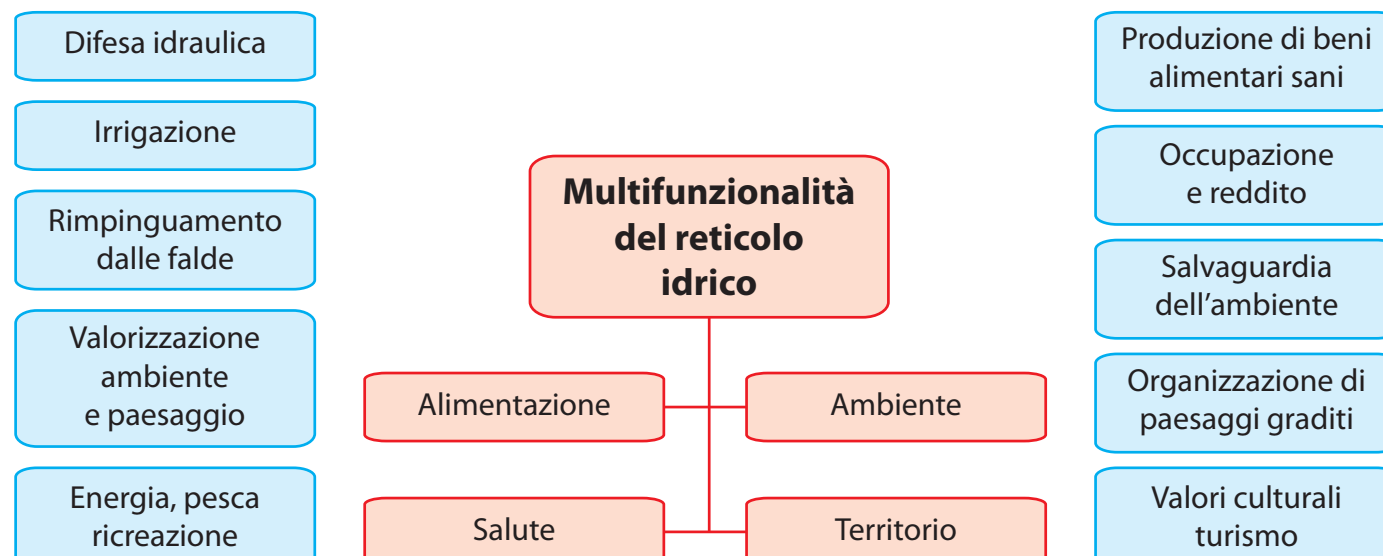 Difesa idraulica
Irrigazione
Rimpinguamento
dalle falde
Valorizzazione
ambiente
e paesaggio
Energia, pesca
ricreazione
Multifunzionalità
del reticolo
idrico
Alimentazione
Ambiente
Salute
Territorio
Produzione di beni
alimentari sani
Occupazione
e reddito
Salvaguardia
dell’ambiente
Organizzazione di
paesaggi graditi
Valori culturali
turismo